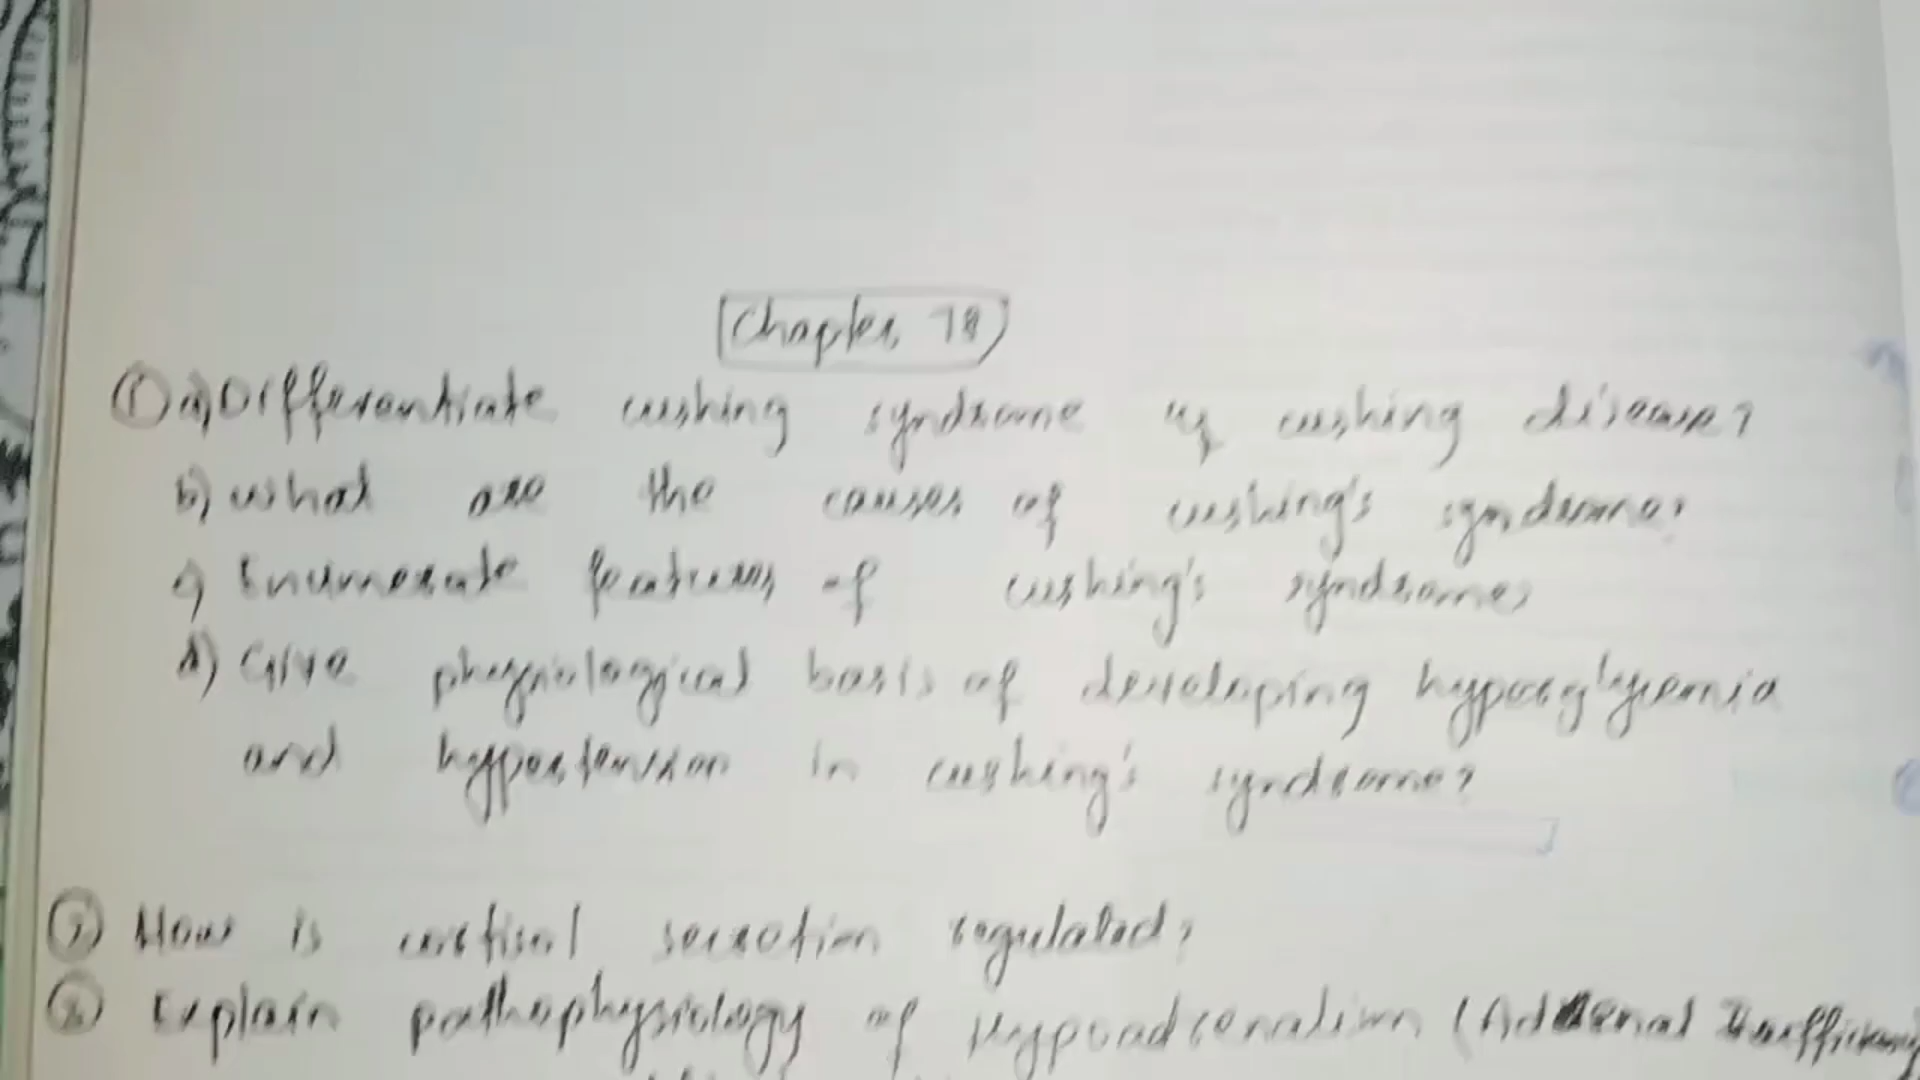 Chapter 78
① a) Differentiate cushing syndrome vs cushing disease?
b) what are the causes of cushing's syndrome?
c) Enumerate features of cushing's syndrome?
d) Give physiological basis of developing hyperglycemia
and hypertension in cushing's syndrome?
② How is cortisol secretion regulated?
③ Explain pathophysiology of Hypoadrenalism (Adrenal Insufficiency